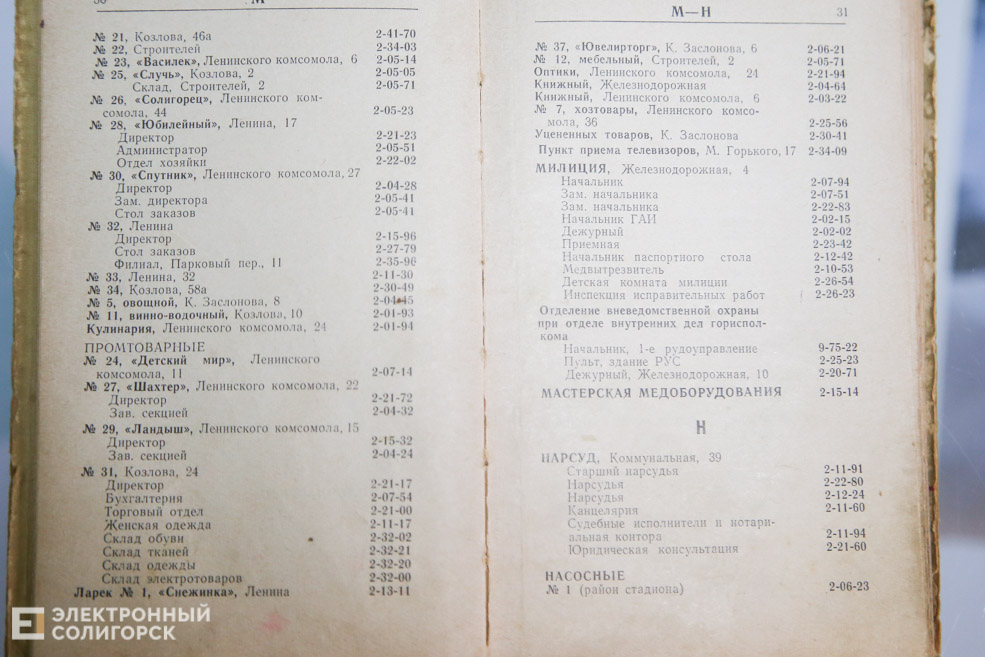 М
№ 21, Козлова, 46а 2-41-70
№ 22, Строителей 2-34-03
№ 23, «Василек», Ленинского комсомола, 6 2-05-14
№ 25, «Случь», Козлова, 2 2-05-05
Склад, Строителей, 2 2-05-71
№ 26, «Солигорец», Ленинского ком-
сомола, 44 2-05-23
№ 28, «Юбилейный», Ленина, 17
Директор 2-21-23
Администратор 2-05-51
Отдел хозяйки 2-22-02
№ 30, «Спутник», Ленинского комсомола, 27
Директор 2-04-28
Зам. директора 2-05-41
Стол заказов 2-05-41
№ 32, Ленина
Директор 2-15-96
Стол заказов 2-27-79
Филиал, Парковый пер., 11 2-35-96
№ 33, Ленина, 32 2-11-30
№ 34, Козлова, 58а 2-30-49
№ 5, овощной, К. Заслонова, 8
№ 11, винно-водочный, Козлова, 10 2-01-93
Кулинария, Ленинского комсомола, 24 2-01-94
ПРОМТОВАРНЫЕ
№ 24, «Детский мир», Ленинского
комсомола, 11 2-07-14
№ 27, «Шахтер», Ленинского комсомола, 22
Директор 2-21-72
Зав. секцией 2-04-32
№ 29, «Ландыш», Ленинского комсомола, 15
Директор 2-15-32
Зав. секцией 2-04-24
№ 31, Козлова, 24
Директор 2-21-17
Бухгалтерия 2-07-54
Торговый отдел 2-21-00
Женская одежда 2-11-17
Склад обуви 2-32-02
Склад тканей 2-32-21
Склад одежды 2-32-20
Склад электротоваров 2-32-00
Ларек № 1, «Снежинка», Ленина 2-13-11
М—Н 31
№ 37, «Ювелирторг», К. Заслонова, 6 2-06-21
№ 12, мебельный, Строителей, 2 2-05-71
Оптики, Ленинского комсомола, 24 2-21-94
Книжный, Железнодорожная 2-04-64
Книжный, Ленинского комсомола, 6 2-03-22
№ 7, хозтовары, Ленинского комсо-
мола, 36 2-25-56
Уцененных товаров, К. Заслонова 2-30-41
Пункт приема телевизоров, М. Горького, 17 2-34-09
МИЛИЦИЯ, Железнодорожная, 4
Начальник 2-07-94
Зам. начальника 2-07-51
Зам. начальника 2-22-83
Начальник ГАИ 2-02-15
Дежурный 2-02-02
Приемная 2-23-42
Начальник паспортного стола 2-12-42
Медвытрезвитель 2-10-53
Детская комната милиции 2-26-54
Инспекция исправительных работ 2-26-23
Отделение вневедомственной охраны
при отделе внутренних дел гориспол-
кома
Начальник, 1-е рудоуправление 9-75-22
Пульт, здание РУС 2-25-23
Дежурный, Железнодорожная, 10 2-20-71
МАСТЕРСКАЯ МЕДОБОРУДОВАНИЯ 2-15-14
Н
НАРСУД, Коммунальная, 39
Старший нарсудья 2-11-91
Нарсудья 2-22-80
Нарсудья 2-12-24
Канцелярия 2-11-60
Судебные исполнители и нотари-
альная контора 2-11-94
Юридическая консультация 2-21-60
НАСОСНЫЕ
№ 1 (район стадиона) 2-06-23
ЭЛЕКТРОННЫЙ
СОЛИГОРСК